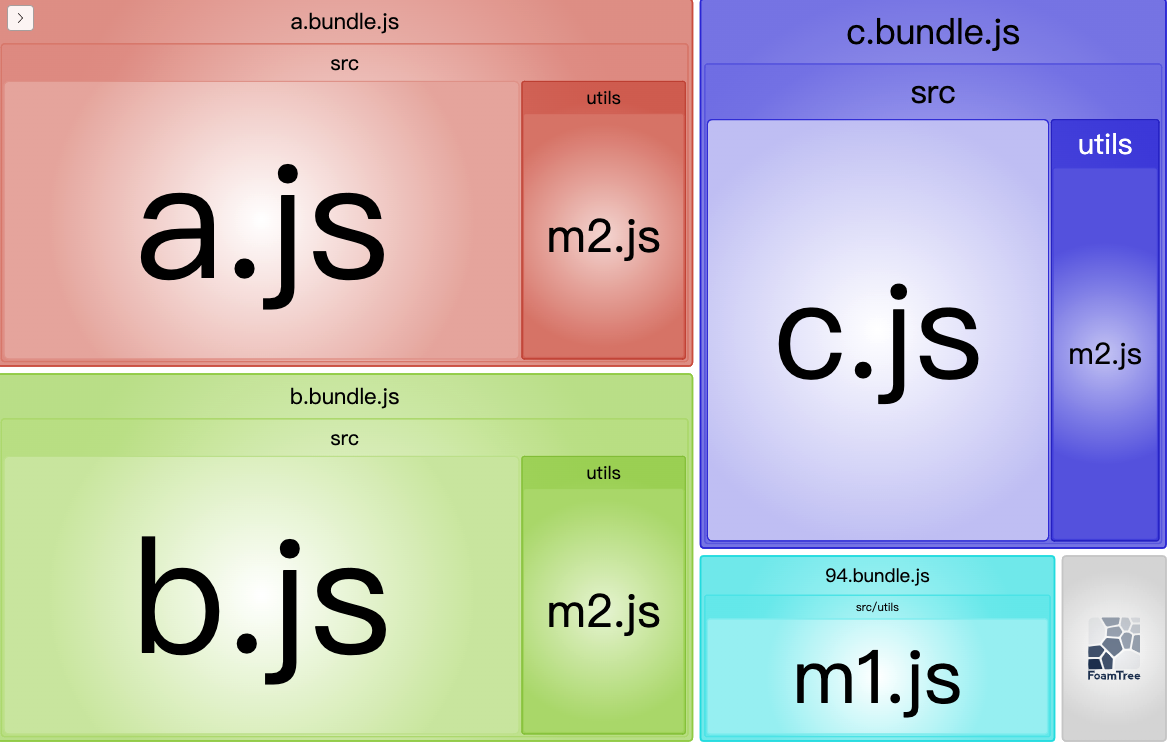 a.bundle.js
src
a.js
utils
m2.js
b.bundle.js
src
b.js
utils
m2.js
c.bundle.js
src
c.js
utils
m2.js
94.bundle.js
src/utils
m1.js
FoamTree